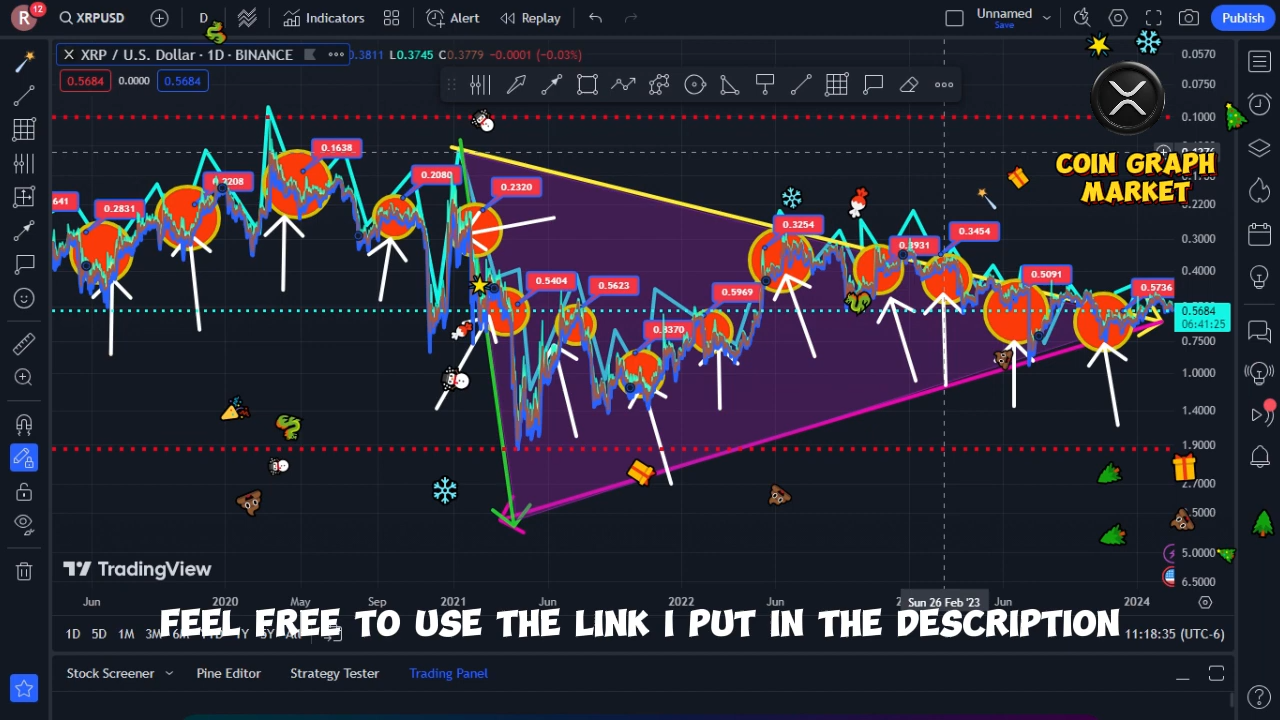 R 12 XRPUSD D Indicators Alert Replay Unnamed Save Publish
XRP / U.S. Dollar · 1D · BINANCE 0.3811 L0.3745 C0.3779 -0.0001 (-0.03%)
0.5684 0.0000 0.5684
0.0570
0.0750
0.1000
0.2200
0.3000
0.4000
0.5684
06:41:25
0.7500
1.0000
1.4000
1.9000
2.7000
5.0000
6.5000
COIN GRAPH
MARKET
641
0.2831
0.1638
0.2080
0.2320
0.5404
0.5623
0.3370
0.5969
0.3254
0.3931
0.3454
0.5091
0.5736
TradingView
Jun 2020 May Sep 2021 Jun 2022 Jun Sun 26 Feb '23 Jun 2024
FEEL FREE TO USE THE LINK I PUT IN THE DESCRIPTION
1D 5D 1M 3M 11:18:35 (UTC-6)
Stock Screener Pine Editor Strategy Tester Trading Panel